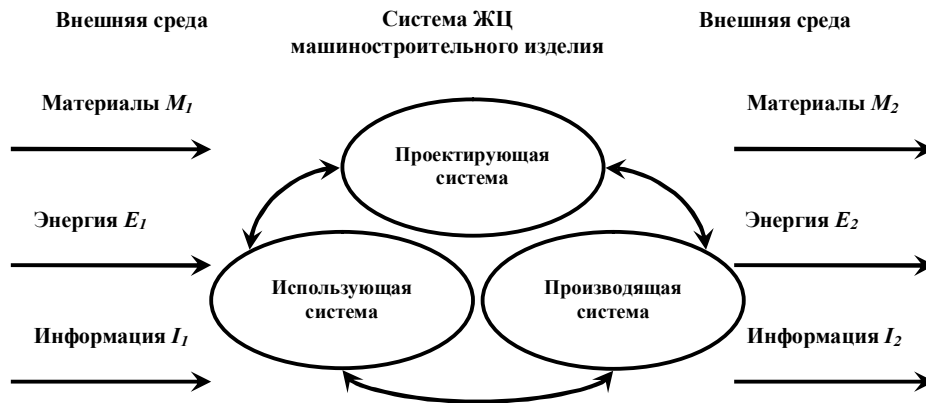 Внешняя среда
Система ЖЦ
машиностроительного изделия
Внешняя среда
Материалы M1
Материалы M2
Проектирующая
система
Энергия E1
Энергия E2
Использующая
система
Производящая
система
Информация I1
Информация I2